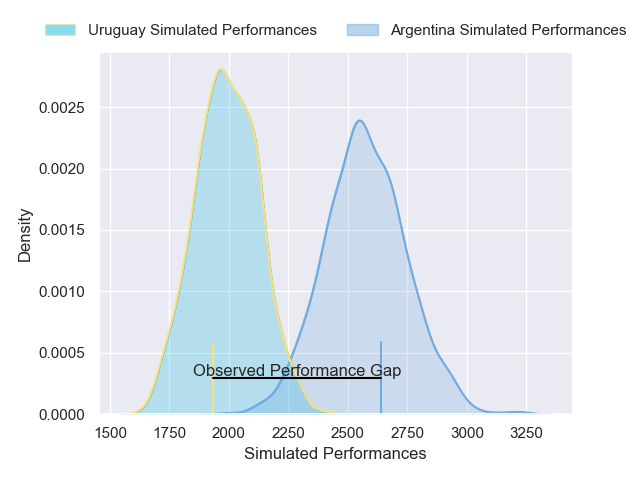 Uruguay Simulated Performances
Argentina Simulated Performances
0.0025
0.0020
0.0015
0.0010
0.0005
0.0000
Density
Observed Performance Gap
1500 1750 2000 2250 2500 2750 3000 3250
Simulated Performances